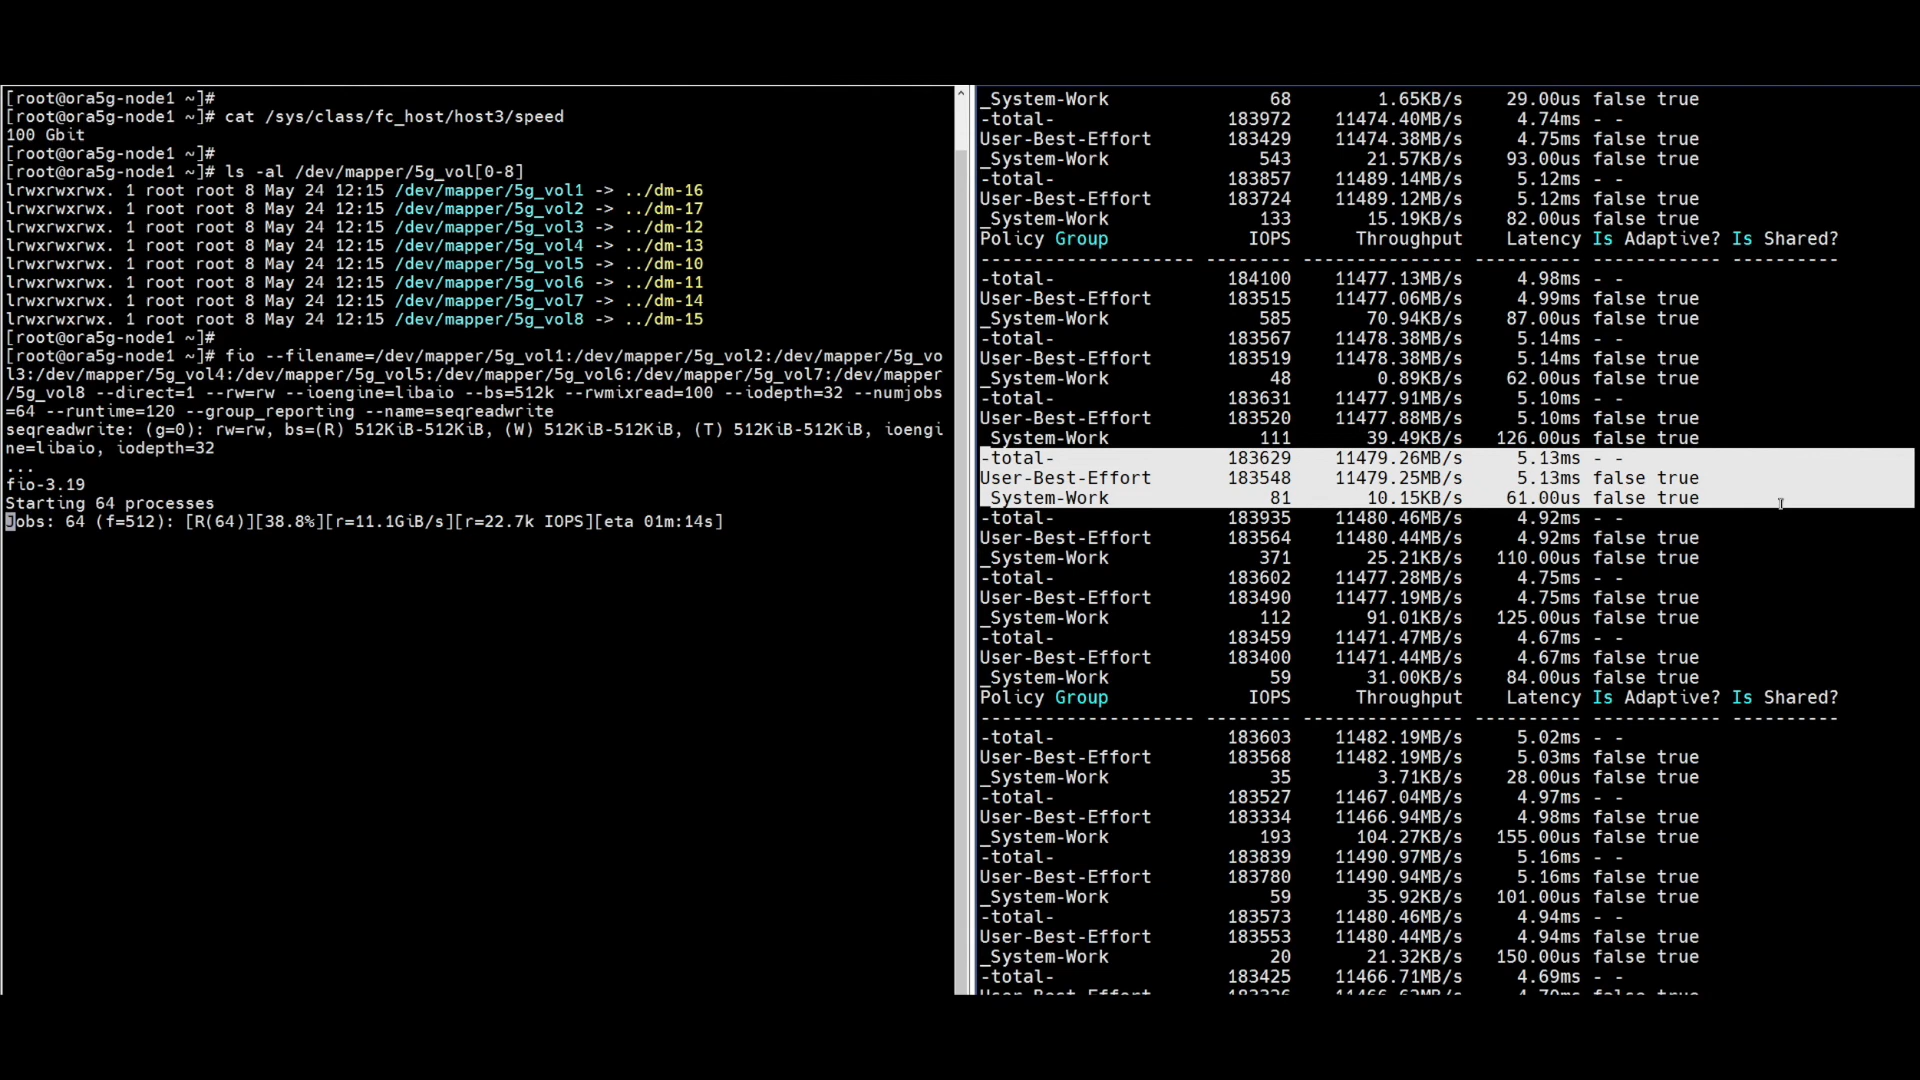 [root@ora5g-node1 ~]#
[root@ora5g-node1 ~]# cat /sys/class/fc_host/host3/speed
100 Gbit
[root@ora5g-node1 ~]#
[root@ora5g-node1 ~]# ls -al /dev/mapper/5g_vol[0-8]
lrwxrwxrwx. 1 root root 8 May 24 12:15 /dev/mapper/5g_vol1 -> ../dm-16
lrwxrwxrwx. 1 root root 8 May 24 12:15 /dev/mapper/5g_vol2 -> ../dm-17
lrwxrwxrwx. 1 root root 8 May 24 12:15 /dev/mapper/5g_vol3 -> ../dm-12
lrwxrwxrwx. 1 root root 8 May 24 12:15 /dev/mapper/5g_vol4 -> ../dm-13
lrwxrwxrwx. 1 root root 8 May 24 12:15 /dev/mapper/5g_vol5 -> ../dm-10
lrwxrwxrwx. 1 root root 8 May 24 12:15 /dev/mapper/5g_vol6 -> ../dm-11
lrwxrwxrwx. 1 root root 8 May 24 12:15 /dev/mapper/5g_vol7 -> ../dm-14
lrwxrwxrwx. 1 root root 8 May 24 12:15 /dev/mapper/5g_vol8 -> ../dm-15
[root@ora5g-node1 ~]#
[root@ora5g-node1 ~]# fio --filename=/dev/mapper/5g_vol1:/dev/mapper/5g_vol2:/dev/mapper/5g_vo
l3:/dev/mapper/5g_vol4:/dev/mapper/5g_vol5:/dev/mapper/5g_vol6:/dev/mapper/5g_vol7:/dev/mapper
/5g_vol8 --direct=1 --rw=rw --ioengine=libaio --bs=512k --rwmixread=100 --iodepth=32 --numjobs
=64 --runtime=120 --group_reporting --name=seqreadwrite
seqreadwrite: (g=0): rw=rw, bs=(R) 512KiB-512KiB, (W) 512KiB-512KiB, (T) 512KiB-512KiB, ioengi
ne=libaio, iodepth=32
...
fio-3.19
Starting 64 processes
Jobs: 64 (f=512): [R(64)][38.8%][r=11.1GiB/s][r=22.7k IOPS][eta 01m:14s]
_System-Work 68 1.65KB/s 29.00us false true
-total- 183972 11474.40MB/s 4.74ms - -
User-Best-Effort 183429 11474.38MB/s 4.75ms false true
_System-Work 543 21.57KB/s 93.00us false true
-total- 183857 11489.14MB/s 5.12ms - -
User-Best-Effort 183724 11489.12MB/s 5.12ms false true
_System-Work 133 15.19KB/s 82.00us false true
Policy Group IOPS Throughput Latency Is Adaptive? Is Shared?
-------------------- -------- --------------- ---------- ------------ ----------
-total- 184100 11477.13MB/s 4.98ms - -
User-Best-Effort 183515 11477.06MB/s 4.99ms false true
_System-Work 585 70.94KB/s 87.00us false true
-total- 183567 11478.38MB/s 5.14ms - -
User-Best-Effort 183519 11478.38MB/s 5.14ms false true
_System-Work 48 0.89KB/s 62.00us false true
-total- 183631 11477.91MB/s 5.10ms - -
User-Best-Effort 183520 11477.88MB/s 5.10ms false true
_System-Work 111 39.49KB/s 126.00us false true
-total- 183629 11479.26MB/s 5.13ms - -
User-Best-Effort 183548 11479.25MB/s 5.13ms false true
_System-Work 81 10.15KB/s 61.00us false true
-total- 183935 11480.46MB/s 4.92ms - -
User-Best-Effort 183564 11480.44MB/s 4.92ms false true
_System-Work 371 25.21KB/s 110.00us false true
-total- 183602 11477.28MB/s 4.75ms - -
User-Best-Effort 183490 11477.19MB/s 4.75ms false true
_System-Work 112 91.01KB/s 125.00us false true
-total- 183459 11471.47MB/s 4.67ms - -
User-Best-Effort 183400 11471.44MB/s 4.67ms false true
_System-Work 59 31.00KB/s 84.00us false true
Policy Group IOPS Throughput Latency Is Adaptive? Is Shared?
-------------------- -------- --------------- ---------- ------------ ----------
-total- 183603 11482.19MB/s 5.02ms - -
User-Best-Effort 183568 11482.19MB/s 5.03ms false true
_System-Work 35 3.71KB/s 28.00us false true
-total- 183527 11467.04MB/s 4.97ms - -
User-Best-Effort 183334 11466.94MB/s 4.98ms false true
_System-Work 193 104.27KB/s 155.00us false true
-total- 183839 11490.97MB/s 5.16ms - -
User-Best-Effort 183780 11490.94MB/s 5.16ms false true
_System-Work 59 35.92KB/s 101.00us false true
-total- 183573 11480.46MB/s 4.94ms - -
User-Best-Effort 183553 11480.44MB/s 4.94ms false true
_System-Work 20 21.32KB/s 150.00us false true
-total- 183425 11466.71MB/s 4.69ms - -